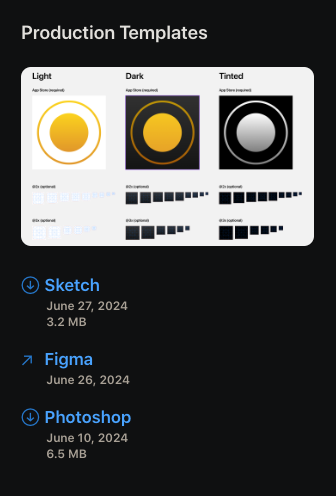 Production Templates
Light Dark Tinted
App Store (required) App Store (required) App Store (required)
@2x (optional) @2x (optional) @2x (optional)
@3x (optional) @3x (optional) @3x (optional)
Sketch
June 27, 2024
3.2 MB
Figma
June 26, 2024
Photoshop
June 10, 2024
6.5 MB